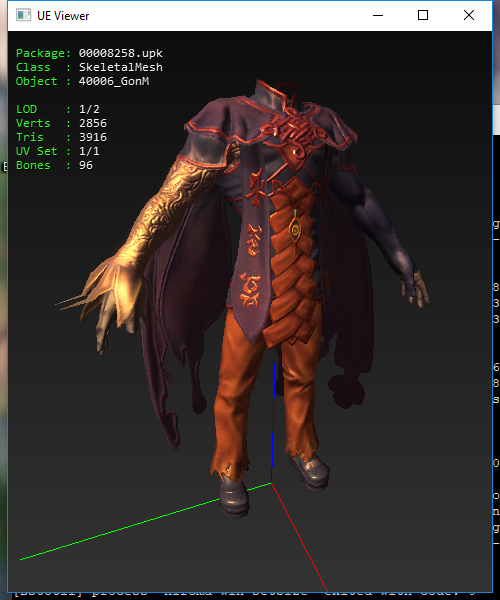 UE Viewer
Package: 00008258.upk
Class : SkeletalMesh
Object : 40006_GonM
LOD : 1/2
Verts : 2856
Tris : 3916
UV Set : 1/1
Bones : 96